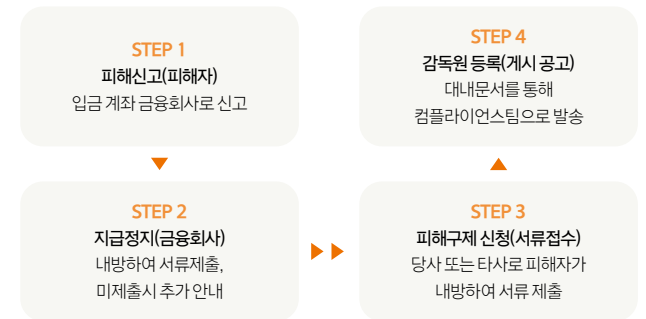 STEP 1
피해신고(피해자)
입금 계좌 금융회사로 신고
STEP 2
지급정지(금융회사)
내방하여 서류제출,
미제출시 추가 안내
STEP 3
피해구제 신청(서류접수)
당사 또는 타사로 피해자가
내방하여 서류 제출
STEP 4
감독원 등록(게시 공고)
대내문서를 통해
컴플라이언스팀으로 발송